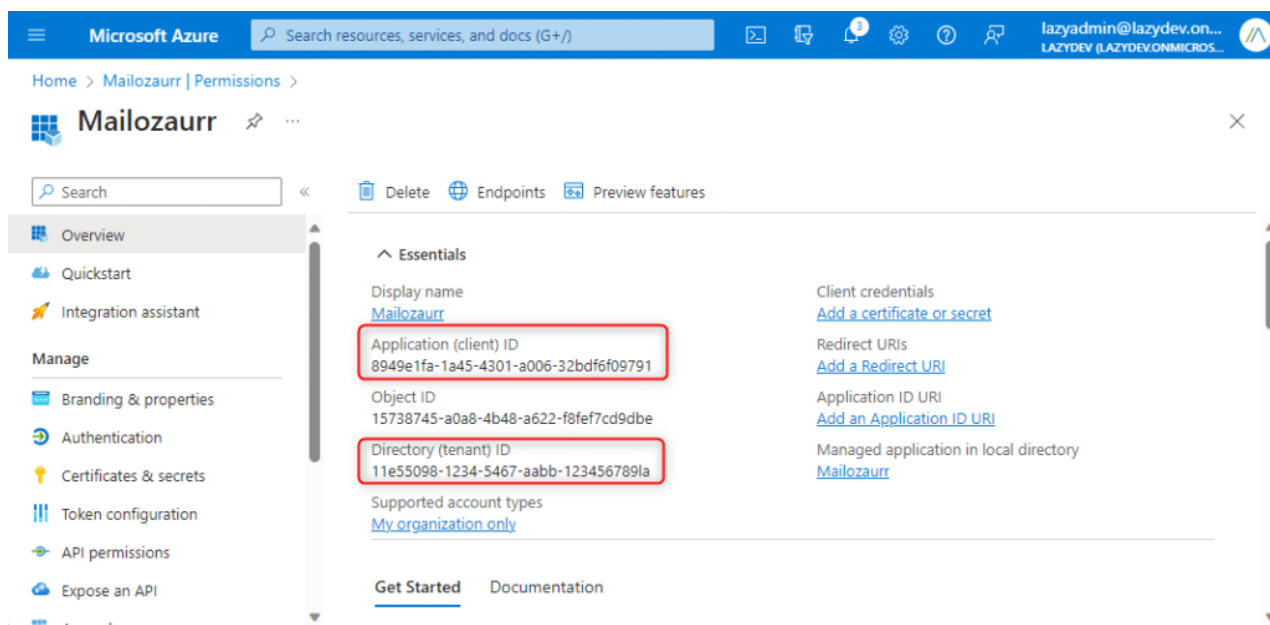 Microsoft Azure
Search resources, services, and docs (G+/)
3
lazyadmin@lazydev.on...
LAZYDEV (LAZYDEV.ONMICROS...
Home > Mailozaurr | Permissions >
Mailozaurr
...
Search
«
Delete
Endpoints
Preview features
Overview
Quickstart
Integration assistant
Manage
Branding & properties
Authentication
Certificates & secrets
Token configuration
API permissions
Expose an API
Essentials
Display name
Mailozaurr
Application (client) ID
8949e1fa-1a45-4301-a006-32bdf6f09791
Object ID
15738745-a0a8-4b48-a622-f8fef7cd9dbe
Directory (tenant) ID
11e55098-1234-5467-aabb-123456789la
Supported account types
My organization only
Client credentials
Add a certificate or secret
Redirect URIs
Add a Redirect URI
Application ID URI
Add an Application ID URI
Managed application in local directory
Mailozaurr
Get Started
Documentation